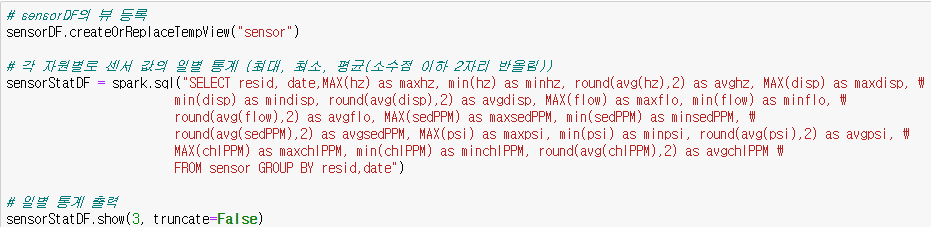 # sensorDF의 뷰 등록
sensorDF.createOrReplaceTempView("sensor")
# 각 자원별로 센서 값의 일별 통계 (최대, 최소, 평균(소수점 이하 2자리 반올림))
sensorStatDF = spark.sql("SELECT resid, date,MAX(hz) as maxhz, min(hz) as minhz, round(avg(hz),2) as avghz, MAX(disp) as maxdisp, ₩
min(disp) as mindisp, round(avg(disp),2) as avgdisp, MAX(flow) as maxflo, min(flow) as minflo, ₩
round(avg(flow),2) as avgflo, MAX(sedPPM) as maxsedPPM, min(sedPPM) as minsedPPM, ₩
round(avg(sedPPM),2) as avgsedPPM, MAX(psi) as maxpsi, min(psi) as minpsi, round(avg(psi),2) as avgpsi, ₩
MAX(chlPPM) as maxchlPPM, min(chlPPM) as minchlPPM, round(avg(chlPPM),2) as avgchlPPM ₩
FROM sensor GROUP BY resid,date")
# 일별 통계 출력
sensorStatDF.show(3, truncate=False)